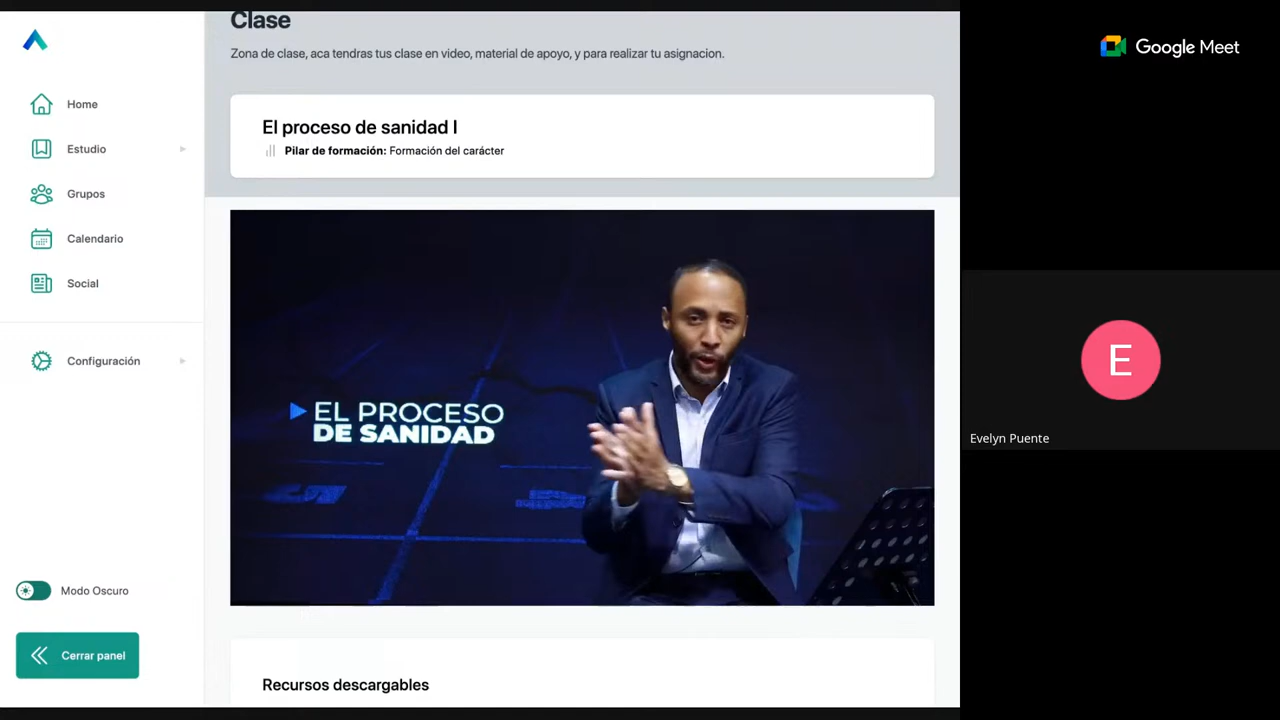 Clase
Zona de clase, aca tendras tus clase en video, material de apoyo, y para realizar tu asignacion.
Home
Estudio
Grupos
Calendario
Social
Configuración
Modo Oscuro
Cerrar panel
El proceso de sanidad I
Pilar de formación: Formación del carácter
EL PROCESO
DE SANIDAD
Recursos descargables
Google Meet
E
Evelyn Puente